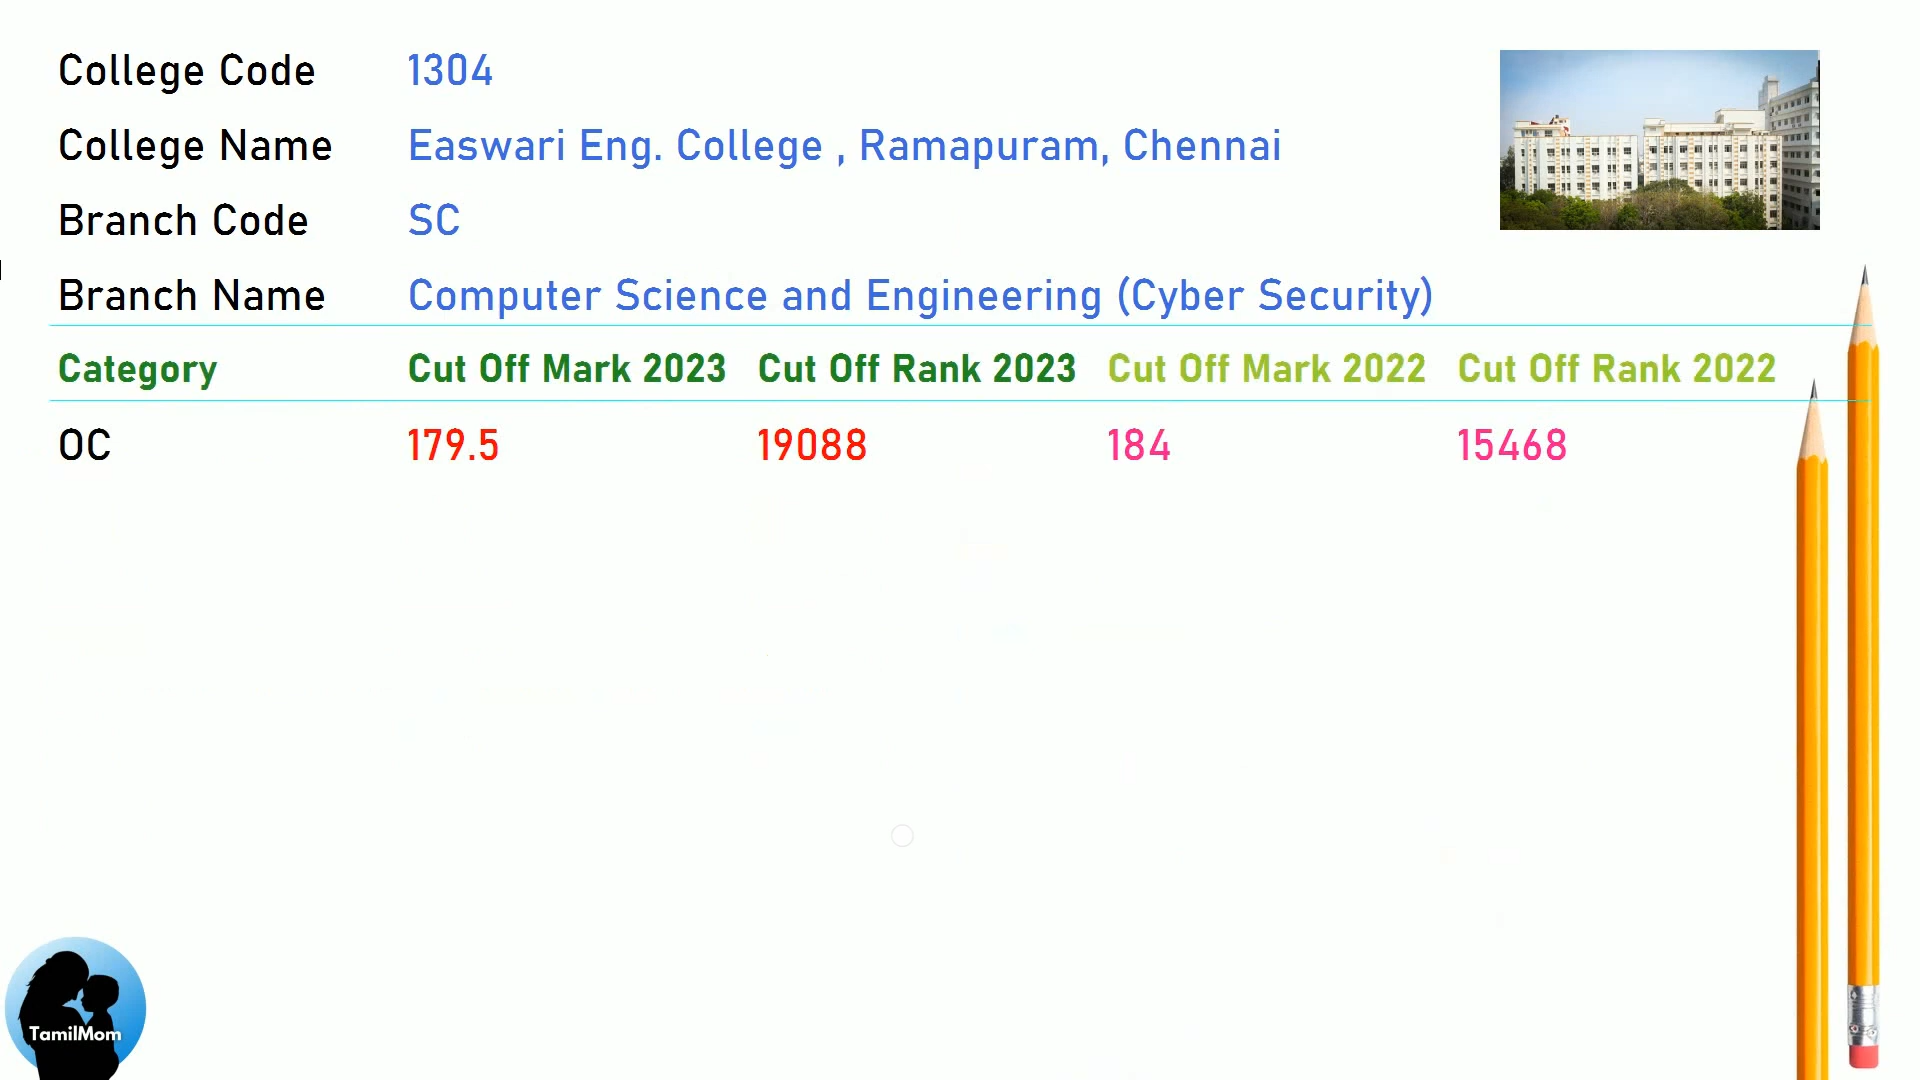 College Code 1304
College Name Easwari Eng. College , Ramapuram, Chennai
Branch Code SC
Branch Name Computer Science and Engineering (Cyber Security)
Category Cut Off Mark 2023 Cut Off Rank 2023 Cut Off Mark 2022 Cut Off Rank 2022
OC 179.5 19088 184 15468
TamilMom